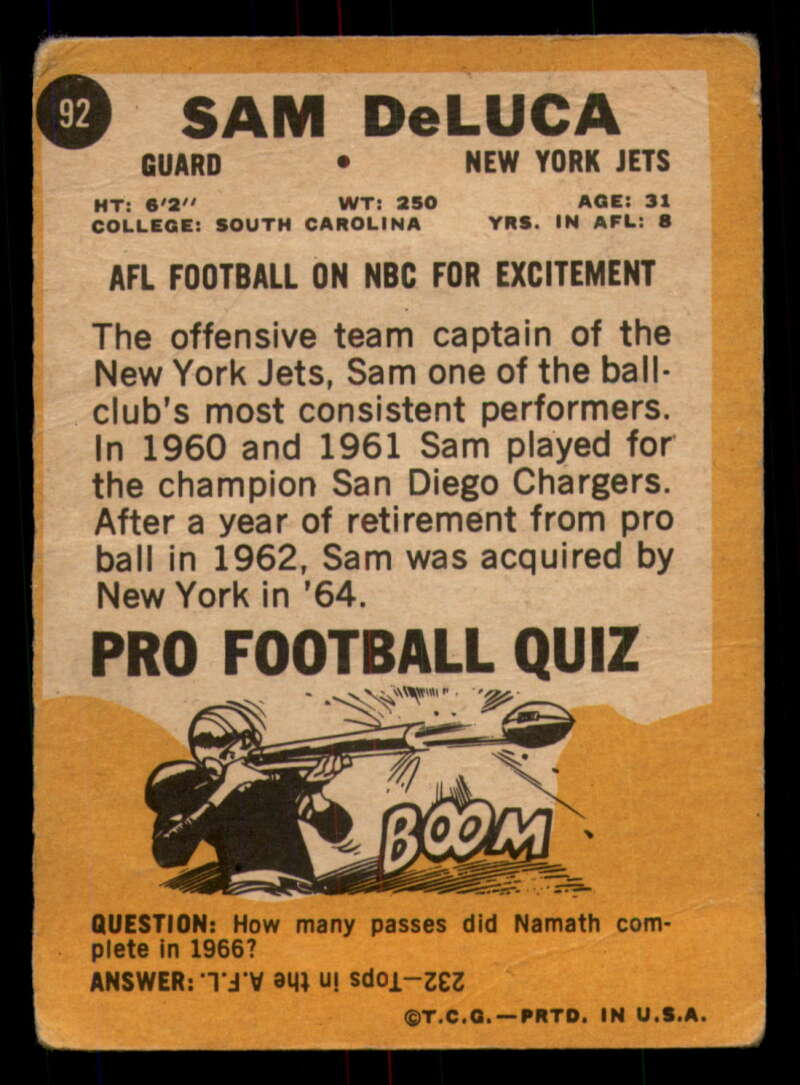 92
SAM DeLUCA
GUARD • NEW YORK JETS
HT: 6'2" WT: 250 AGE: 31
COLLEGE: SOUTH CAROLINA YRS. IN AFL: 8
AFL FOOTBALL ON NBC FOR EXCITEMENT
The offensive team captain of the
New York Jets, Sam one of the ball-
club's most consistent performers.
In 1960 and 1961 Sam played for
the champion San Diego Chargers.
After a year of retirement from pro
ball in 1962, Sam was acquired by
New York in '64.
PRO FOOTBALL QUIZ
BOOM
QUESTION: How many passes did Namath com-
plete in 1966?
ANSWER: 232—Tops in the A.F.L.
©T.C.G.—PRTD. IN U.S.A.